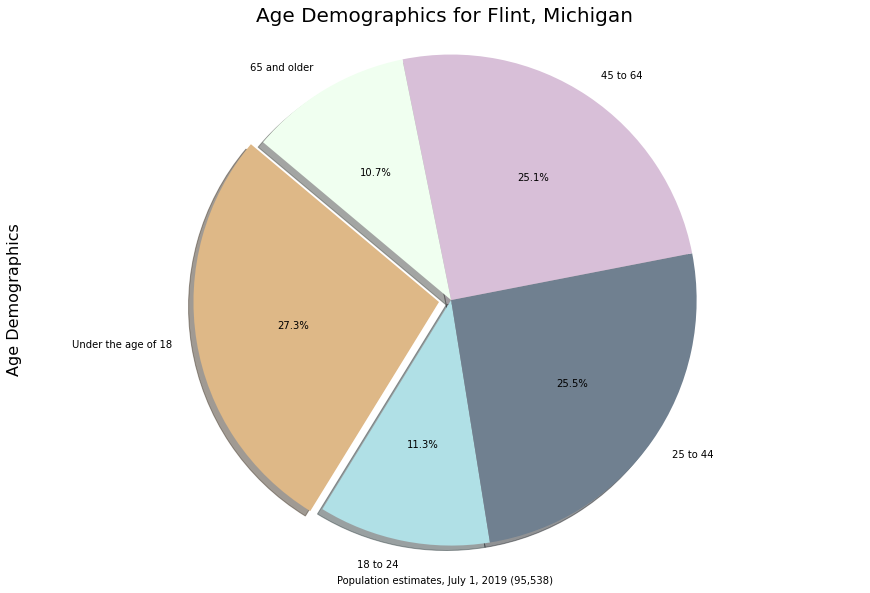 Age Demographics for Flint, Michigan
65 and older
45 to 64
10.7%
25.1%
Age Demographics
27.3%
Under the age of 18
25.5%
11.3%
25 to 44
18 to 24
Population estimates, July 1, 2019 (95,538)